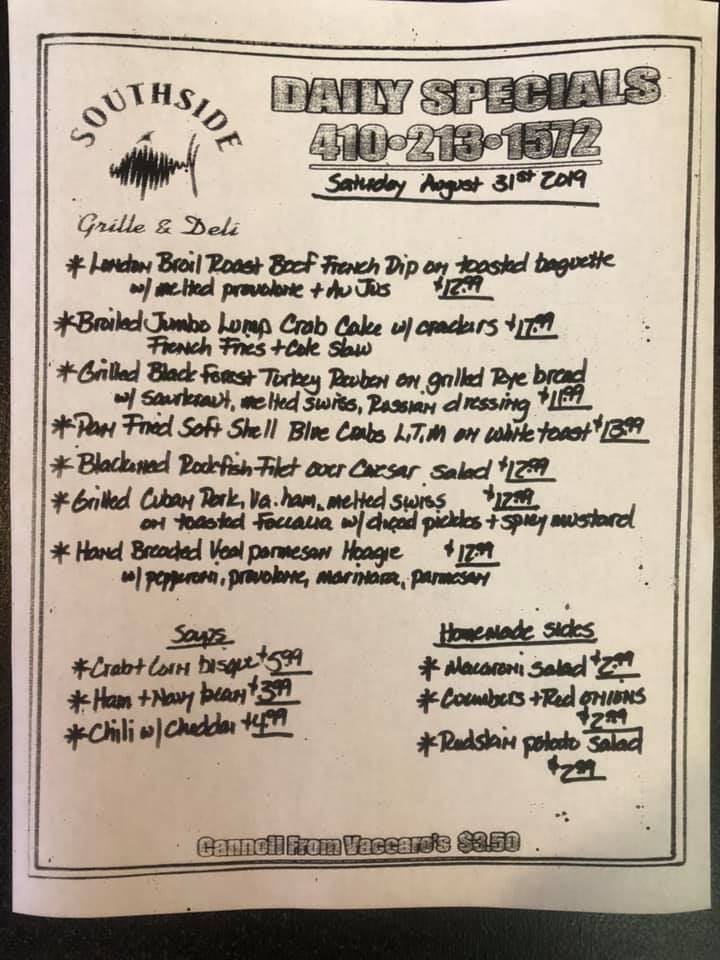 SOUTHSIDE
Grille & Deli
DAILY SPECIALS
410•213•1572
Saturday August 31st 2019
* London Broil Roast Beef French Dip on toasted baguette
w/ melted provolone + Au Jus $12.99
* Broiled Jumbo Lump Crab Cake w/ crackers $17.99
French Fries + Cole Slaw
* Grilled Black Forest Turkey Reuben on grilled Rye bread
w/ Sourkraut, melted swiss, Russian dressing $11.99
* Pan Fried Soft Shell Blue Crabs L,T,M on white toast $13.99
* Blackened Rockfish Filet over Caesar salad $12.99
* Grilled Cuban Pork, Va. ham, melted swiss $12.99
on toasted Foccalia w/ diced pickles + spicy mustard
* Hand Breaded Veal parmesan Hoagie $12.99
w/ pepperoni, provolone, marinara, parmesan
Soups
* Crab + Corn bisque $5.99
* Ham + Navy bean $3.99
* Chili w/ Cheddar $4.99
Homemade sides
* Macaroni salad $2.99
* Cucumbers + Red onions
$2.99
* Redskin potato salad
$2.99
Cannoli From Vaccaro's $3.50